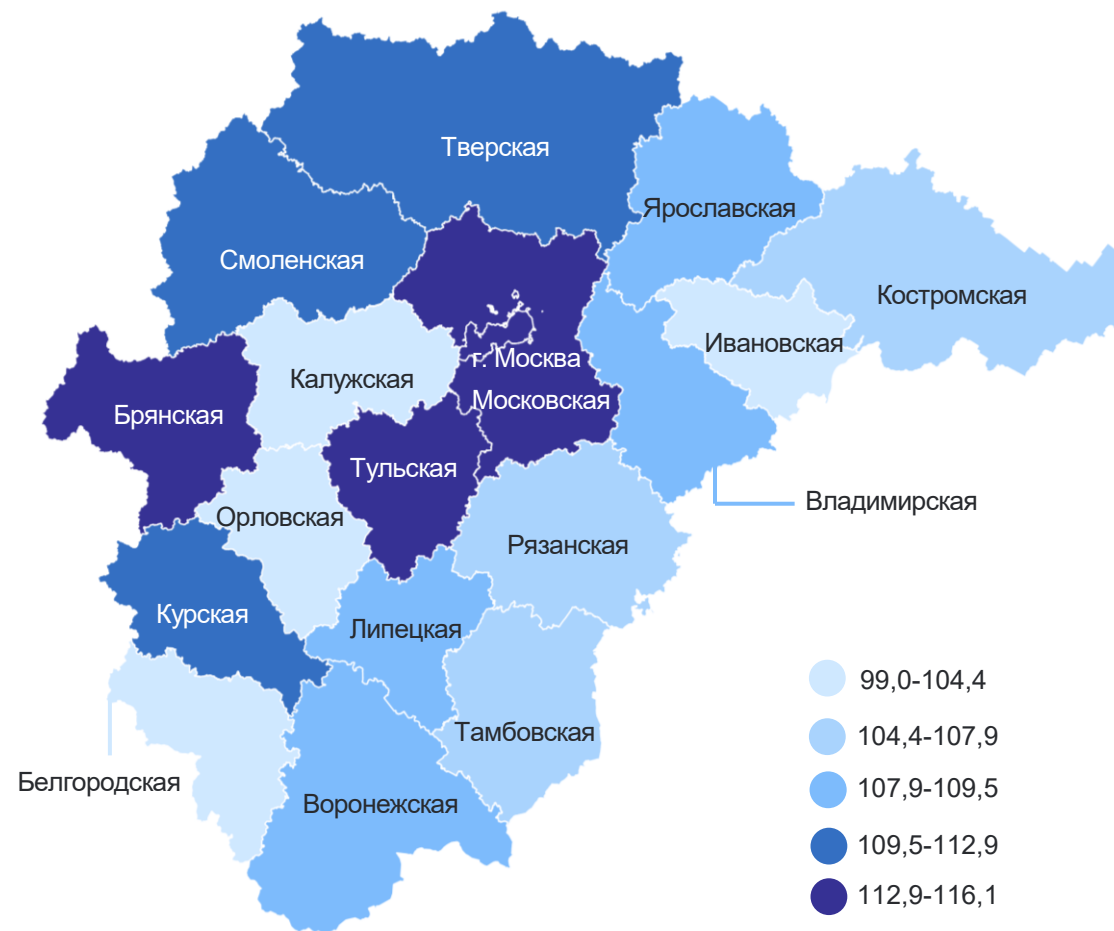 Тверская
Ярославская
Смоленская
Костромская
Ивановская
г. Москва
Калужская
Московская
Брянская
Тульская
Владимирская
Орловская
Рязанская
Курская
Липецкая
99,0-104,4
Тамбовская
104,4-107,9
Белгородская
107,9-109,5
Воронежская
109,5-112,9
112,9-116,1